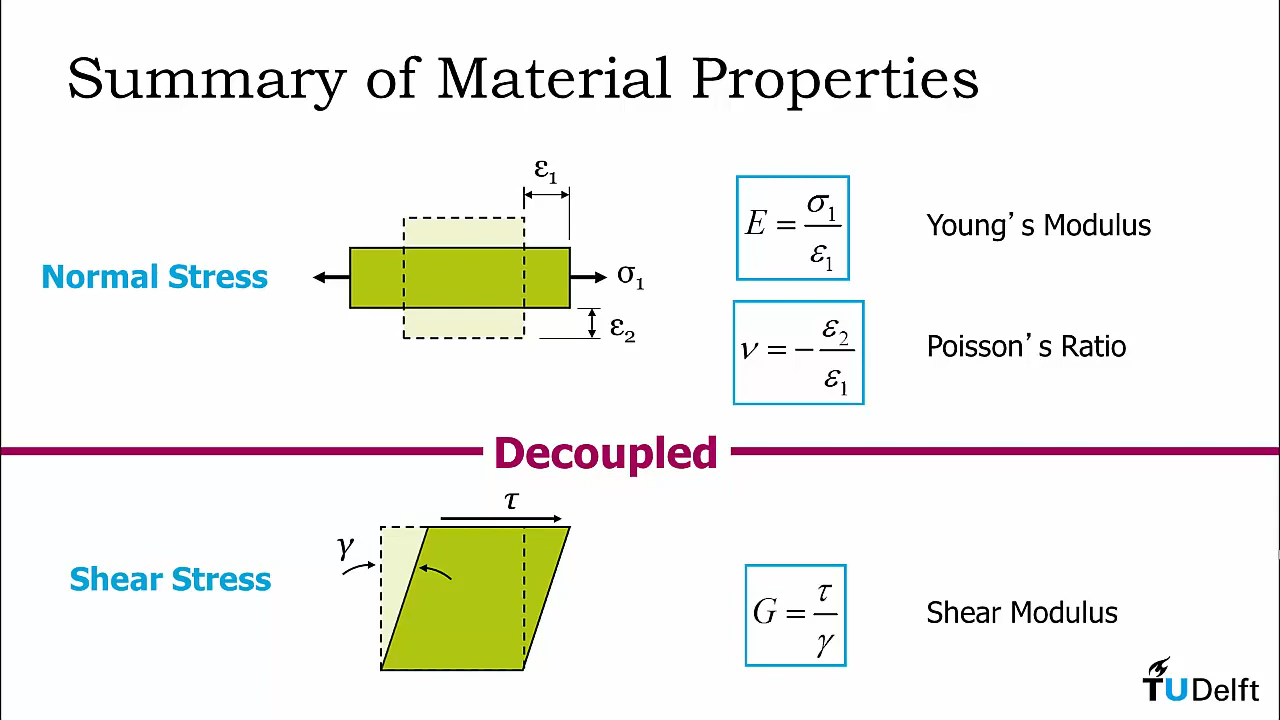 Summary of Material Properties
ε₁
E = σ₁ / ε₁
Young's Modulus
Normal Stress
σ₁
ε₂
ν = − ε₂ / ε₁
Poisson's Ratio
Decoupled
τ
γ
Shear Stress
G = τ / γ
Shear Modulus
TUDelft